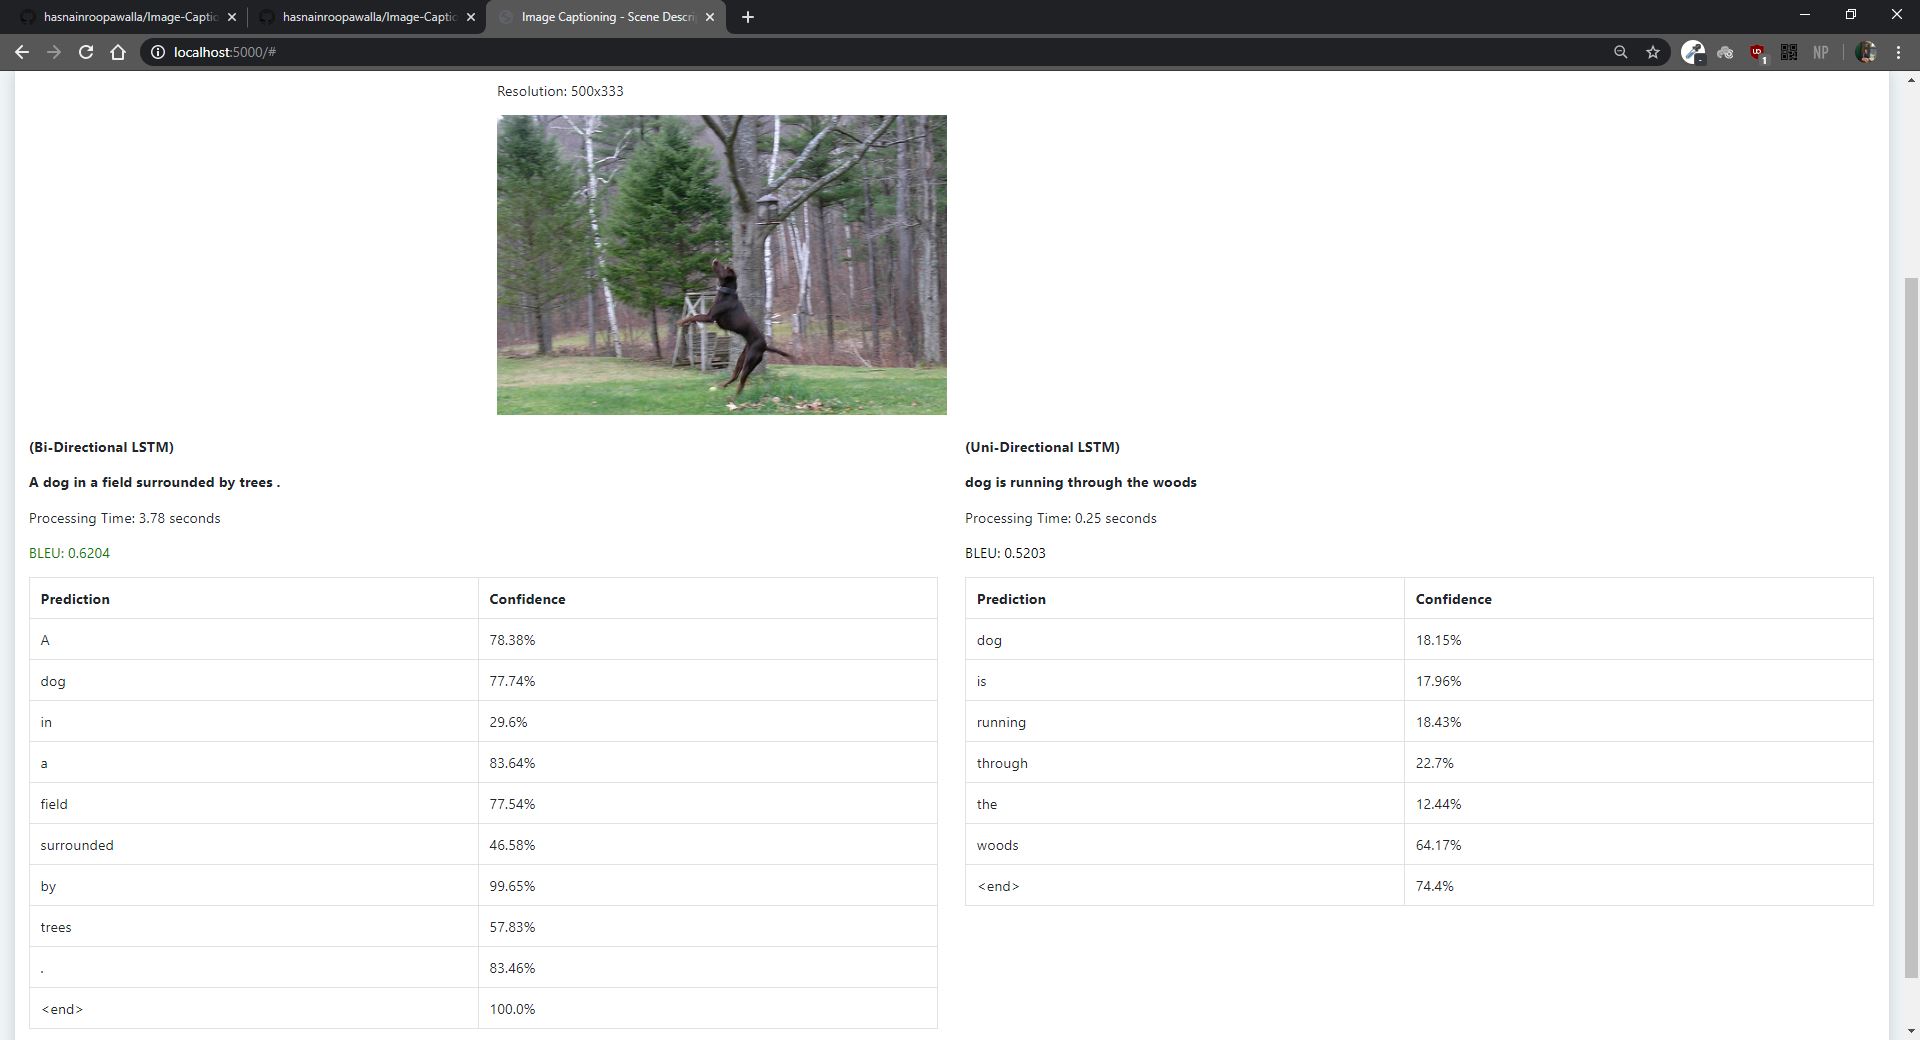 hasnainroopawalla/Image-Captio
hasnainroopawalla/Image-Captio
Image Captioning - Scene Descri
localhost:5000/#
UD
1
NP
Resolution: 500x333
(Bi-Directional LSTM)
A dog in a field surrounded by trees .
Processing Time: 3.78 seconds
BLEU: 0.6204
Prediction Confidence
A 78.38%
dog 77.74%
in 29.6%
a 83.64%
field 77.54%
surrounded 46.58%
by 99.65%
trees 57.83%
. 83.46%
<end> 100.0%
(Uni-Directional LSTM)
dog is running through the woods
Processing Time: 0.25 seconds
BLEU: 0.5203
Prediction Confidence
dog 18.15%
is 17.96%
running 18.43%
through 22.7%
the 12.44%
woods 64.17%
<end> 74.4%